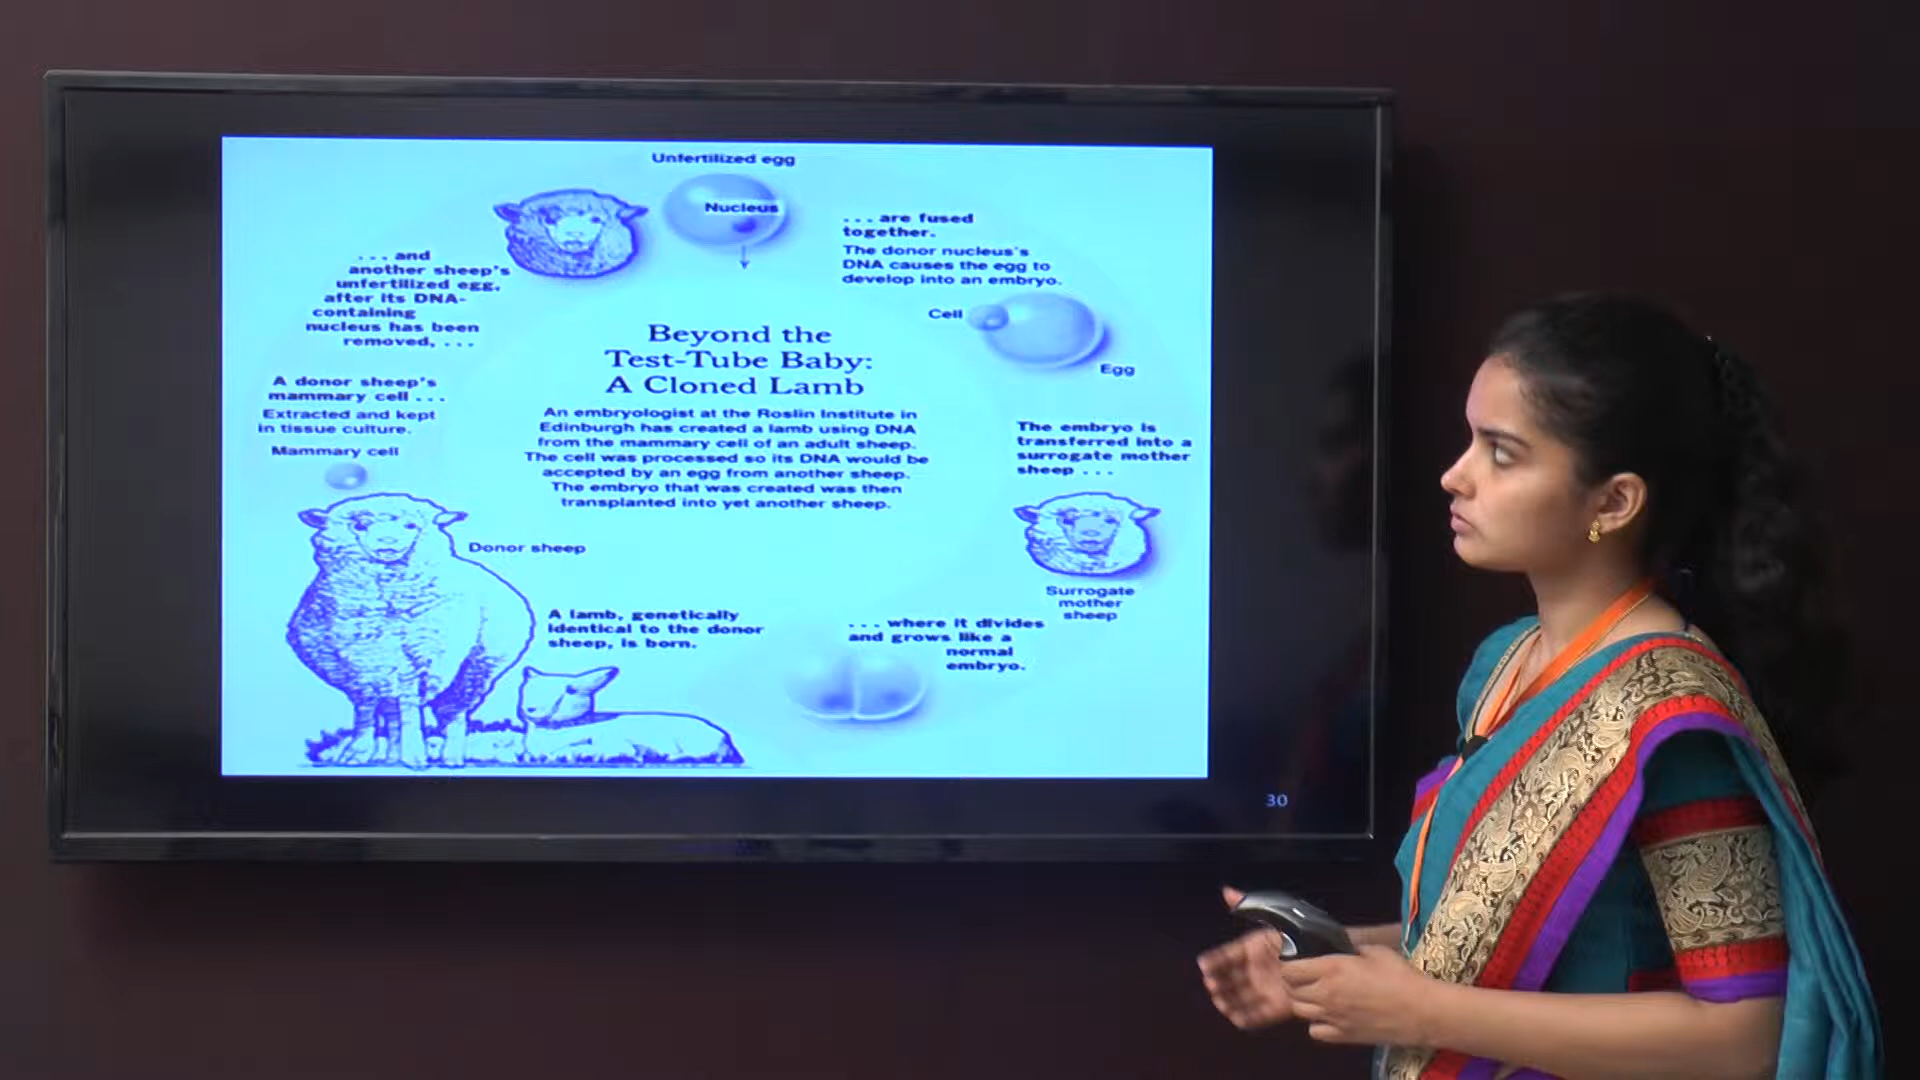 Unfertilized egg
Nucleus
. . . are fused
together.
The donor nucleus's
DNA causes the egg to
develop into an embryo.
. . . and
another sheep's
unfertilized egg,
after its DNA-
containing
nucleus has been
removed, . . .
Cell
Egg
Beyond the
Test-Tube Baby:
A Cloned Lamb
An embryologist at the Roslin Institute in
Edinburgh has created a lamb using DNA
from the mammary cell of an adult sheep.
The cell was processed so its DNA would be
accepted by an egg from another sheep.
The embryo that was created was then
transplanted into yet another sheep.
A donor sheep's
mammary cell . . .
Extracted and kept
in tissue culture.
Mammary cell
The embryo is
transferred into a
surrogate mother
sheep . . .
Donor sheep
Surrogate
mother
sheep
A lamb, genetically
identical to the donor
sheep, is born.
. . . where it divides
and grows like a
normal
embryo.
30